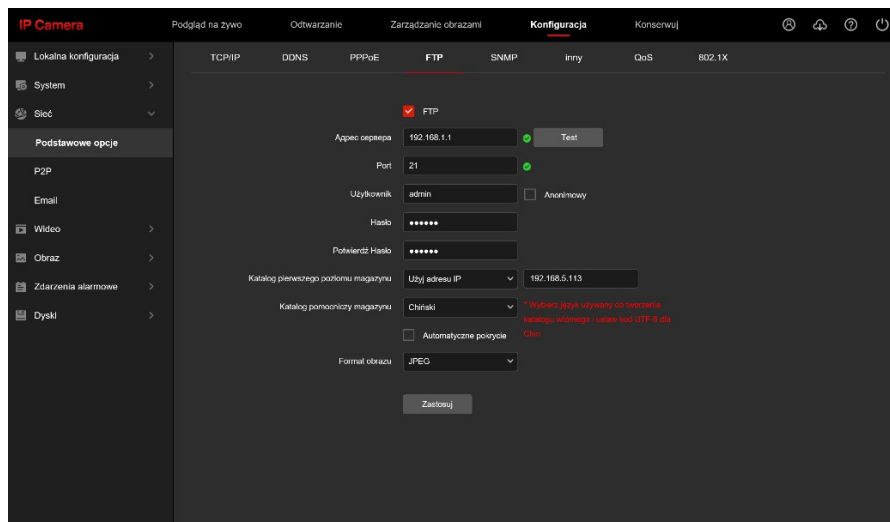 IP Camera
Podgląd na żywo Odtwarzanie Zarządzanie obrazami Konfiguracja Konserwuj
Lokalna konfiguracja
System
Sieć
Podstawowe opcje
P2P
Email
Wideo
Obraz
Zdarzenia alarmowe
Dyski
TCP/IP DDNS PPPoE FTP SNMP inny QoS 802.1X
FTP
Адрес сервера 192.168.1.1 Test
Port 21
Użytkownik admin Anonimowy
Hasło ••••••
Potwierdź Hasło ••••••
Katalog pierwszego poziomu magazynu Użyj adresu IP 192.168.5.113
Katalog pomocniczy magazynu Chiński * Wybierz język używany do tworzenia
katalogu wtórnego i ustaw kod UTF-8 dla
Chin
Automatyczne pokrycie
Format obrazu JPEG
Zastosuj